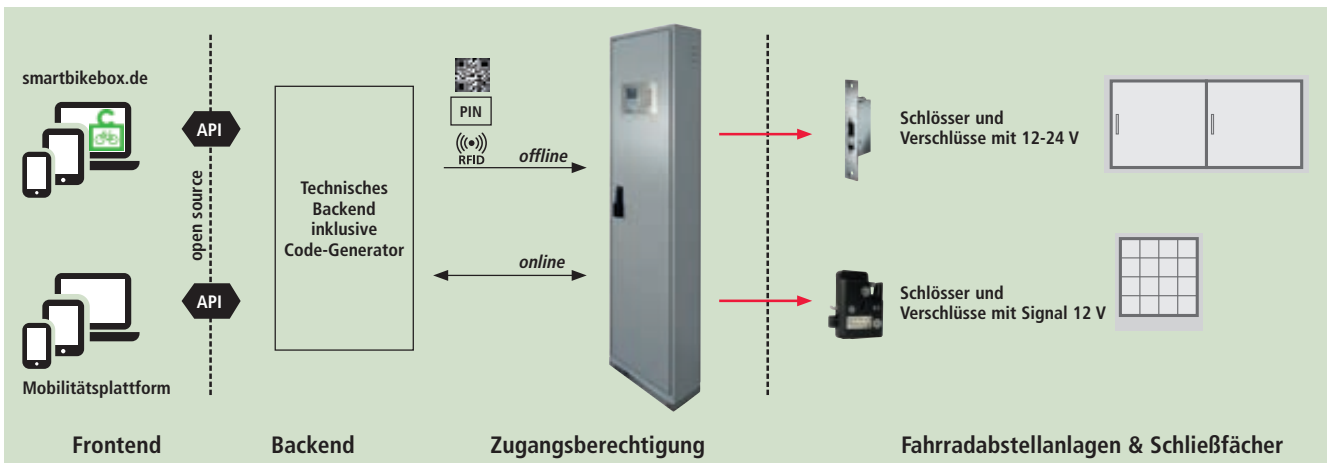 smartbikebox.de
API
open source
API
Mobilitätsplattform
Technisches
Backend
inklusive
Code-Generator
PIN
RFID
offline
online
Schlösser und
Verschlüsse mit 12-24 V
Schlösser und
Verschlüsse mit Signal 12 V
Frontend
Backend
Zugangsberechtigung
Fahrradabstellanlagen & Schließfächer